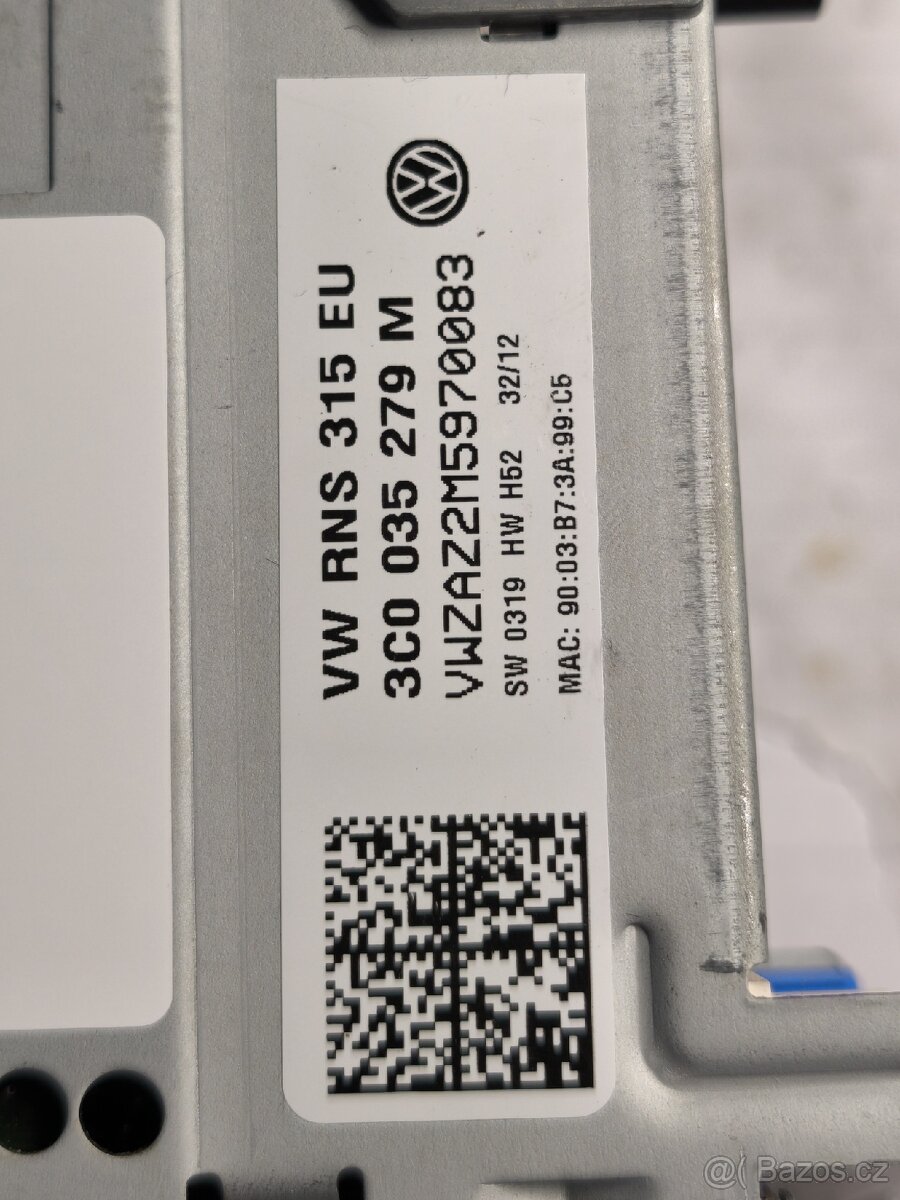 VW RNS 315 EU
3C0 035 279 M
VWZAZ2M5970083
SW 0319 HW H52 32/12
MAC: 90:03:B7:3A:99:C5
@( Bazos.cz